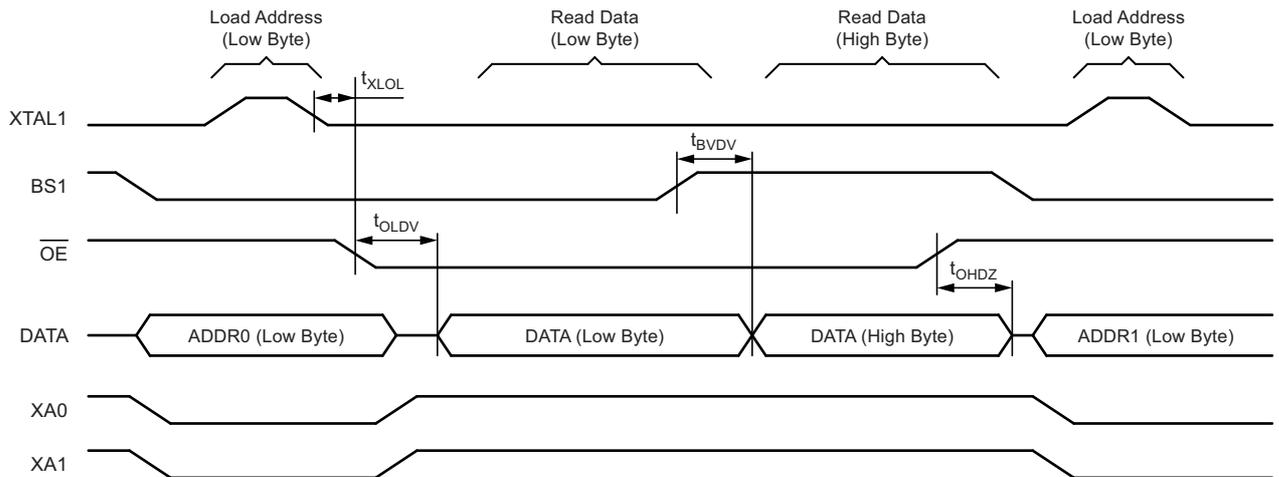 Load Address
(Low Byte)
Read Data
(Low Byte)
Read Data
(High Byte)
Load Address
(Low Byte)
tXLOL
XTAL1
tBVDV
BS1
tOLDV
OE
tOHDZ
DATA
ADDR0 (Low Byte)
DATA (Low Byte)
DATA (High Byte)
ADDR1 (Low Byte)
XA0
XA1